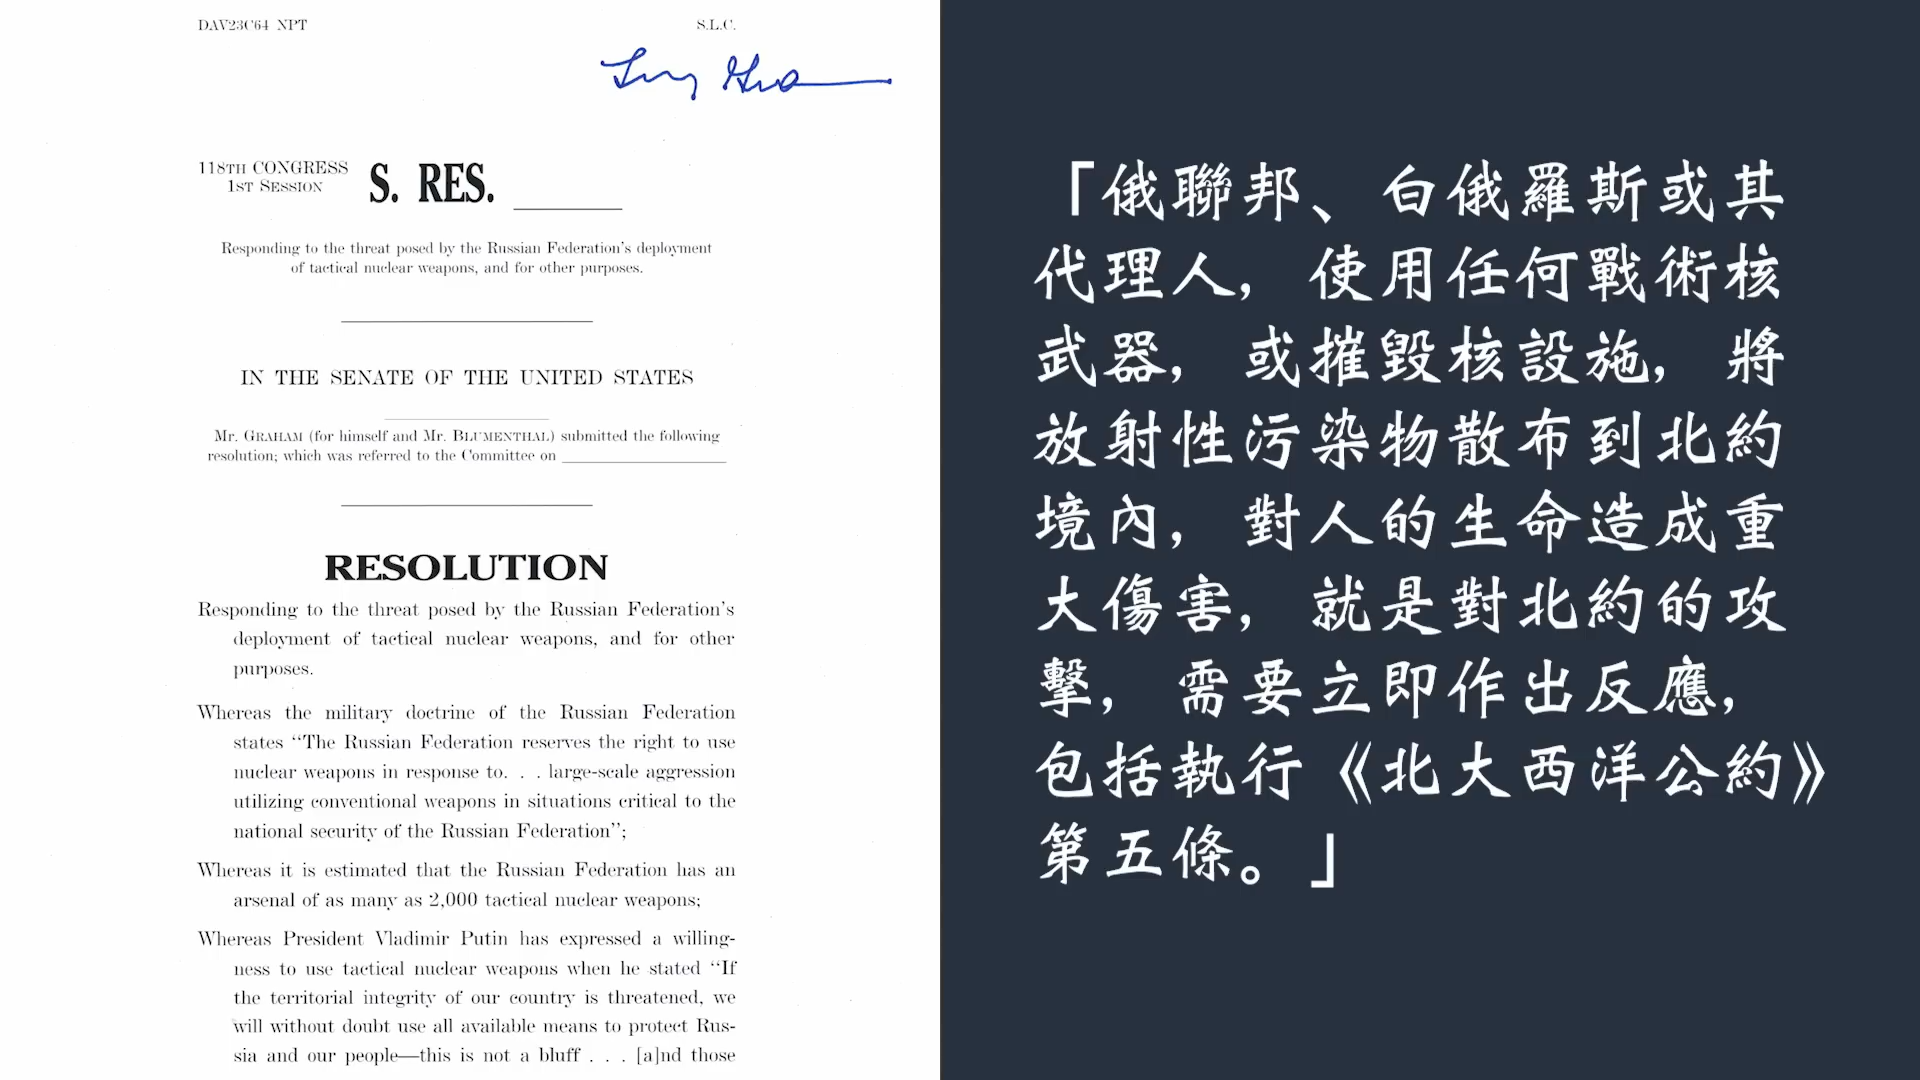 DAV23C64 NPT
S.L.C.
118TH CONGRESS
1ST SESSION
S. RES.
Responding to the threat posed by the Russian Federation's deployment
of tactical nuclear weapons, and for other purposes.
IN THE SENATE OF THE UNITED STATES
Mr. GRAHAM (for himself and Mr. BLUMENTHAL) submitted the following
resolution; which was referred to the Committee on
RESOLUTION
Responding to the threat posed by the Russian Federation's
deployment of tactical nuclear weapons, and for other
purposes.
Whereas the military doctrine of the Russian Federation
states “The Russian Federation reserves the right to use
nuclear weapons in response to. . . large-scale aggression
utilizing conventional weapons in situations critical to the
national security of the Russian Federation”;
Whereas it is estimated that the Russian Federation has an
arsenal of as many as 2,000 tactical nuclear weapons;
Whereas President Vladimir Putin has expressed a willing-
ness to use tactical nuclear weapons when he stated “If
the territorial integrity of our country is threatened, we
will without doubt use all available means to protect Rus-
sia and our people—this is not a bluff . . . [a]nd those
「俄聯邦、白俄羅斯或其
代理人，使用任何戰術核
武器，或摧毀核設施，將
放射性污染物散布到北約
境內，對人的生命造成重
大傷害，就是對北約的攻
擊，需要立即作出反應，
包括執行《北大西洋公約》
第五條。」